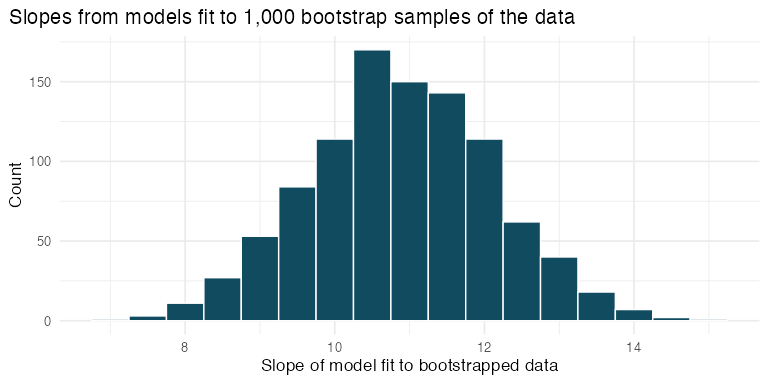 Slopes from models fit to 1,000 bootstrap samples of the data
Count
150
100
50
0
8 10 12 14
Slope of model fit to bootstrapped data